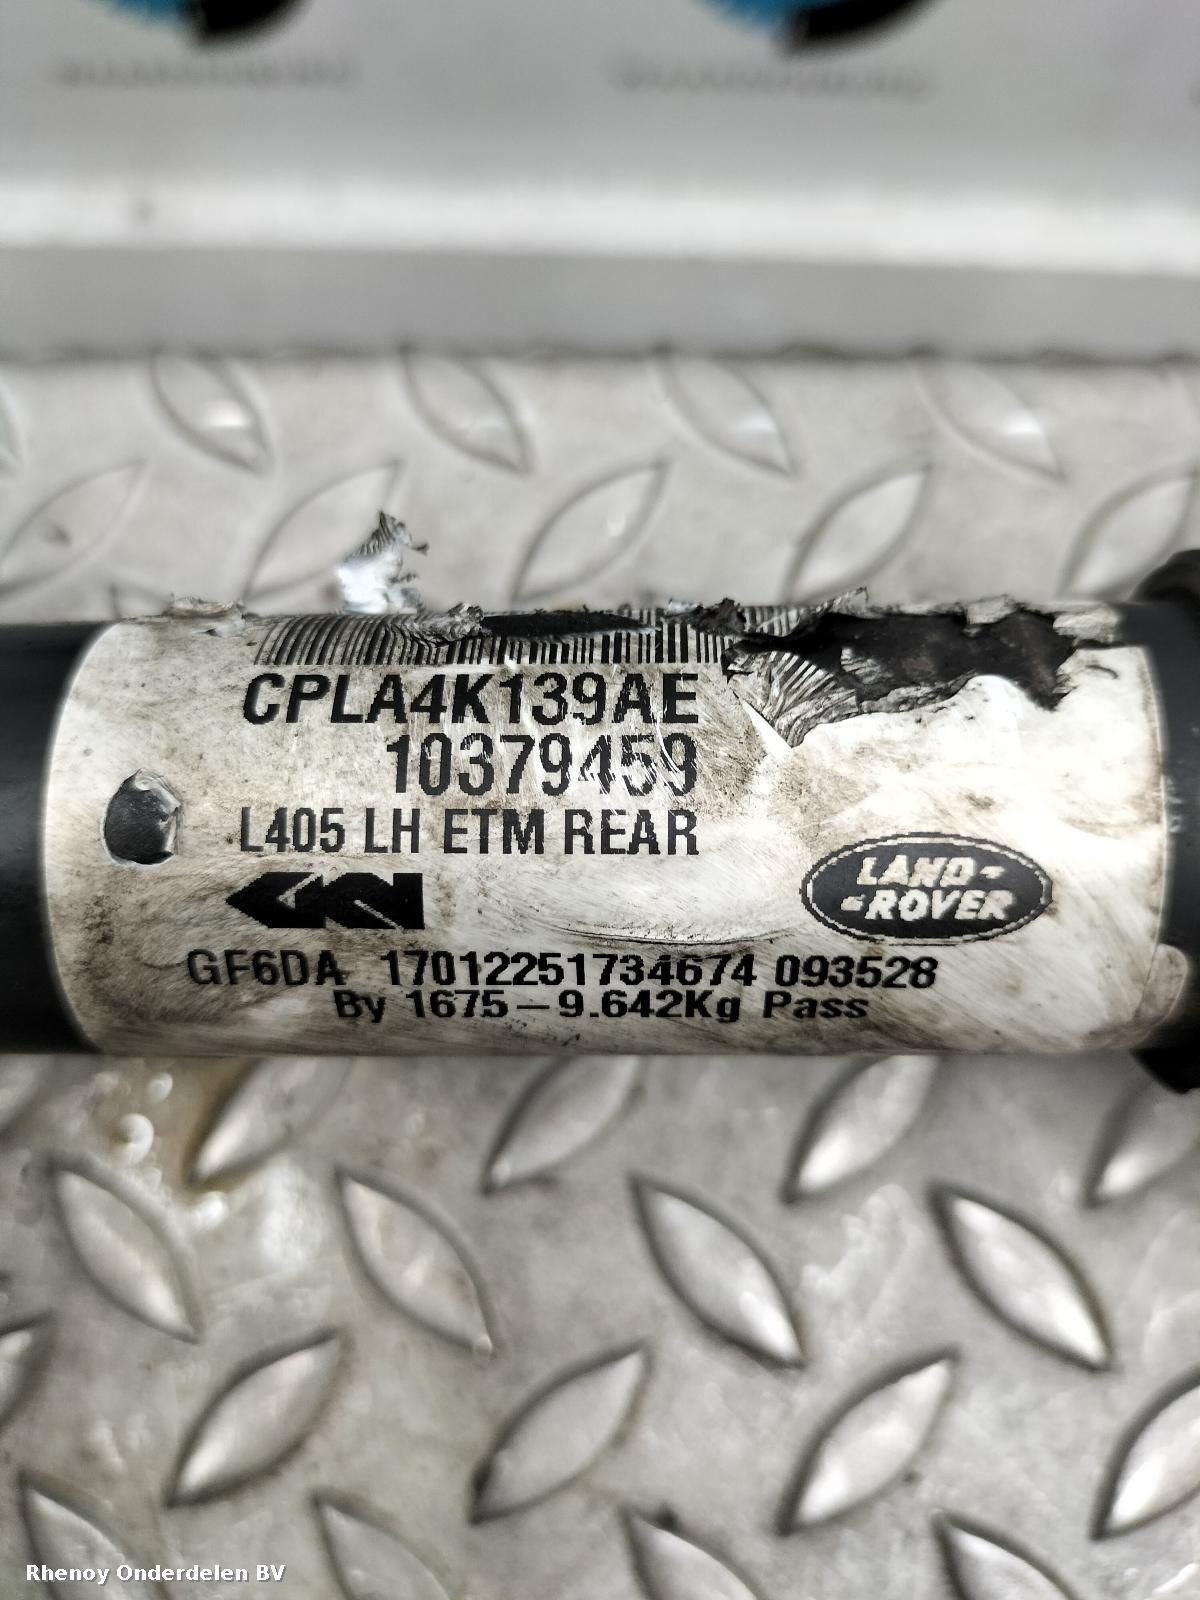 CPLA4K139AE
10379459
L405 LH ETM REAR
LAND-
-ROVER
GF6DA 17012251734674 093528
By 1675-9.642Kg Pass
Rhenoy Onderdelen BV